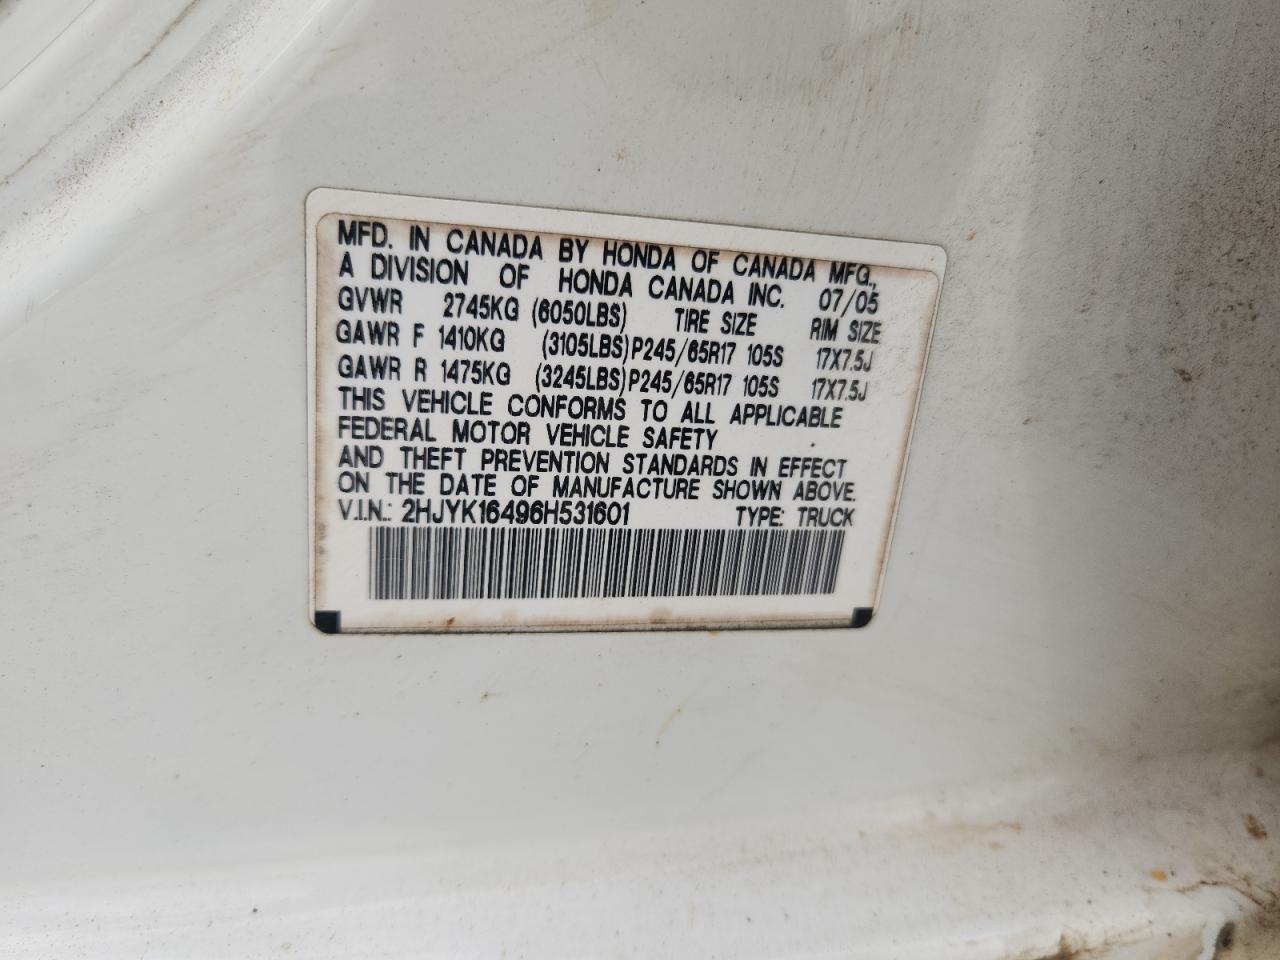 MFD. IN CANADA BY HONDA OF CANADA MFG.,
A DIVISION OF HONDA CANADA INC. 07/05
GVWR 2745KG (6050LBS) TIRE SIZE RIM SIZE
GAWR F 1410KG (3105LBS) P245/65R17 105S 17X7.5J
GAWR R 1475KG (3245LBS) P245/65R17 105S 17X7.5J
THIS VEHICLE CONFORMS TO ALL APPLICABLE
FEDERAL MOTOR VEHICLE SAFETY
AND THEFT PREVENTION STANDARDS IN EFFECT
ON THE DATE OF MANUFACTURE SHOWN ABOVE.
V.I.N.: 2HJYK16496H531601 TYPE: TRUCK